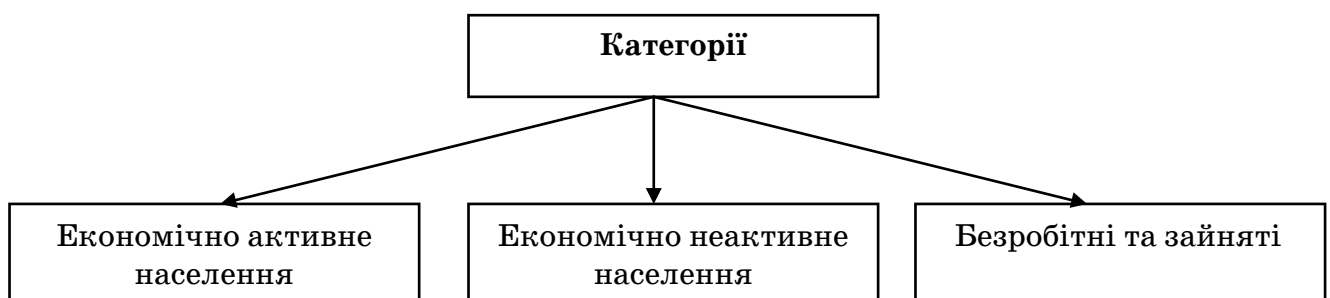 Категорії
Економічно активне
населення
Економічно неактивне
населення
Безробітні та зайняті